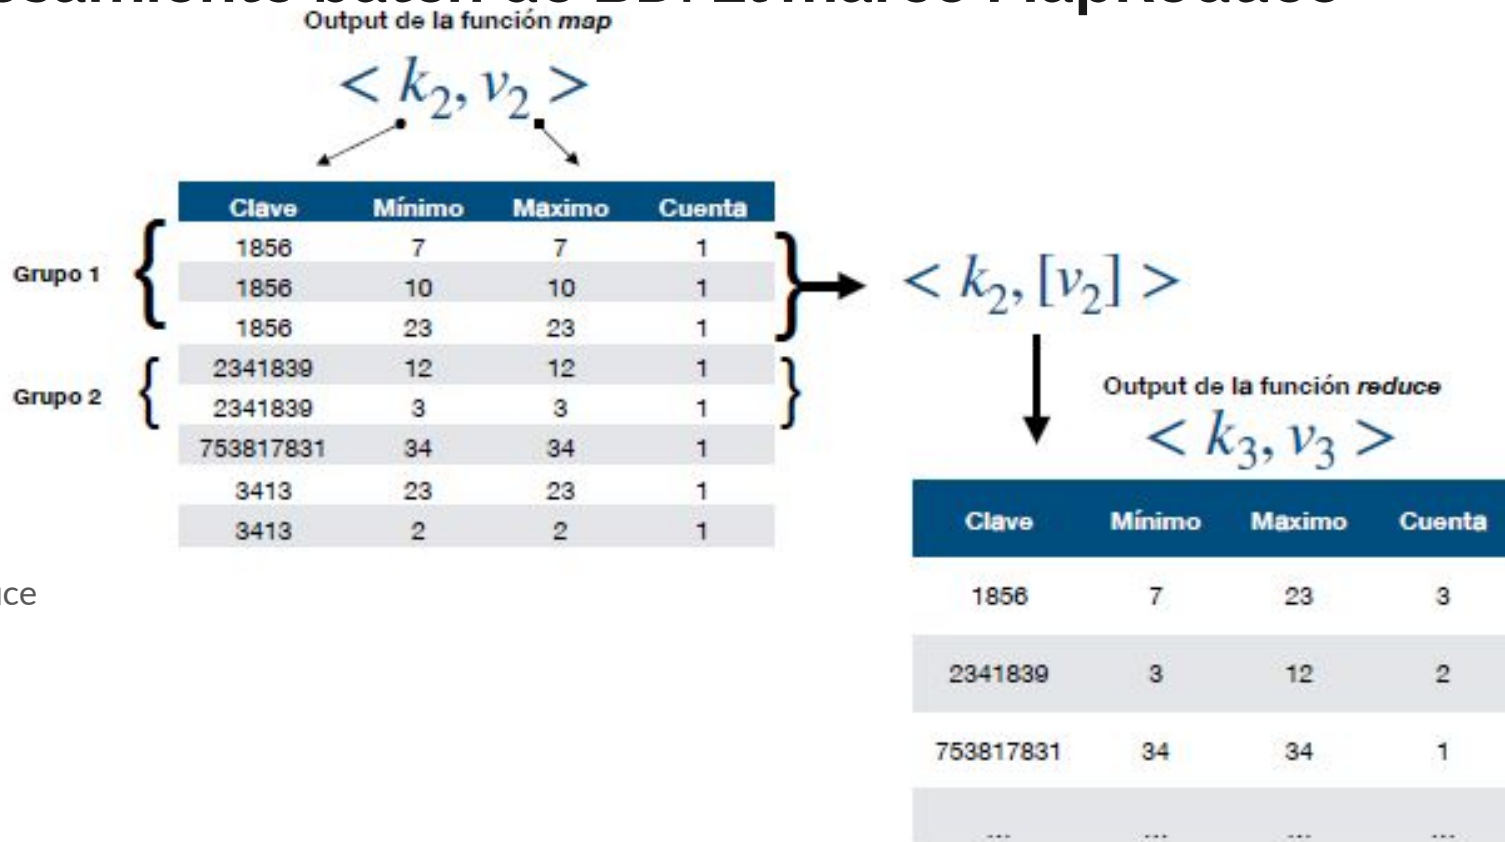 Output de la función map
< k2, v2 >
Clave Mínimo Maximo Cuenta
1856 7 7 1
Grupo 1
1856 10 10 1
1856 23 23 1
< k2, [v2] >
2341839 12 12 1
Grupo 2
2341839 3 3 1
753817831 34 34 1
3413 23 23 1
3413 2 2 1
Output de la función reduce
< k3, v3 >
Clave Mínimo Maximo Cuenta
1856 7 23 3
2341839 3 12 2
753817831 34 34 1
... ... ... ...